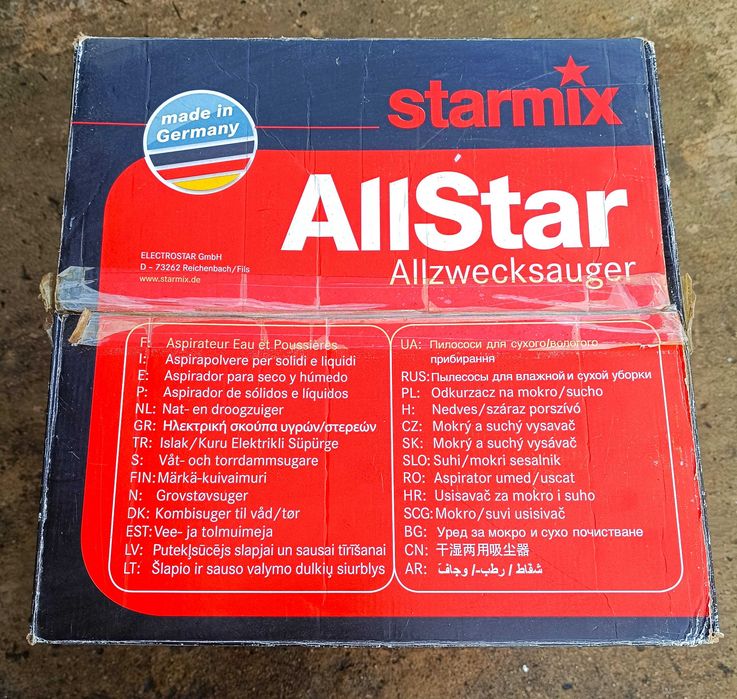 made in
Germany
starmix
AllStar
Allzwecksauger
ELECTROSTAR GmbH
D – 73262 Reichenbach/Fils
www.starmix.de
F: Aspirateur Eau et Poussières
I: Aspirapolvere per solidi e liquidi
E: Aspirador para seco y húmedo
P: Aspirador de sólidos e líquidos
NL: Nat- en droogzuiger
GR: Ηλεκτρική σκούπα υγρών/στερεών
TR: Islak/Kuru Elektrikli Süpürge
S: Våt- och torrdammsugare
FIN: Märkä-kuivaimuri
N: Grovstøvsuger
DK: Kombisuger til våd/tør
EST: Vee- ja tolmuimeja
LV: Putekļsūcējs slapjai un sausai tīrīšanai
LT: Šlapio ir sauso valymo dulkių siurblys
UA: Пилососи для сухого/вологого
прибирання
RUS: Пылесосы для влажной и сухой уборки
PL: Odkurzacz na mokro/sucho
H: Nedves/száraz porszívó
CZ: Mokrý a suchý vysavač
SK: Mokrý a suchý vysávač
SLO: Suhi/mokri sesalnik
RO: Aspirator umed/uscat
HR: Usisavač za mokro i suho
SCG: Mokro/suvi usisivač
BG: Уред за мокро и сухо почистване
CN: 干湿两用吸尘器
AR: شفاط / رطب-/ وجاف